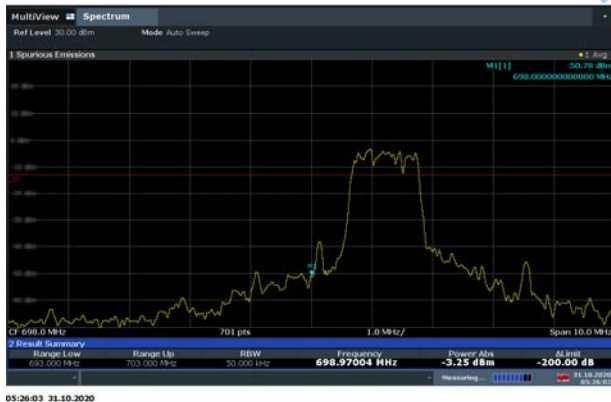 MultiView Spectrum
Ref Level 30.00 dBm Mode Auto Sweep
1 Spurious Emissions 1 Avg
M1[1] -50.78 dBm
698.000000000000 MHz
M1
CF 698.0 MHz 701 pts 1.0 MHz/ Span 10.0 MHz
2 Result Summary
Range Low Range Up RBW Frequency Power Abs ΔLimit
693.000 MHz 703.000 MHz 50.000 kHz 698.97004 MHz -3.25 dBm -200.00 dB
Measuring... 31.10.2020
05:26:02
05:26:03 31.10.2020